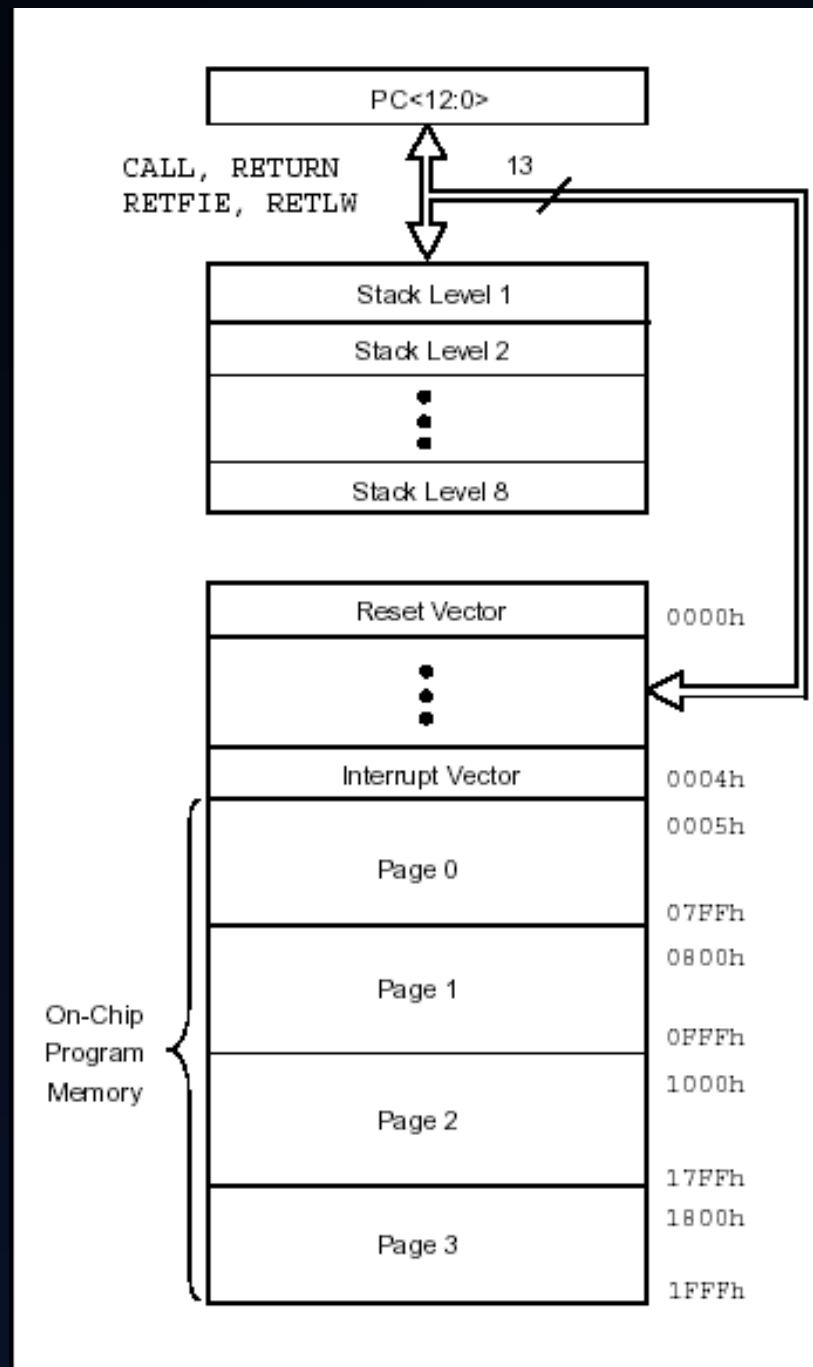 PC<12:0>
CALL, RETURN
RETFIE, RETLW
13
Stack Level 1
Stack Level 2
Stack Level 8
Reset Vector
0000h
Interrupt Vector
0004h
0005h
Page 0
07FFh
0800h
Page 1
0FFFh
On-Chip
Program
Memory
1000h
Page 2
17FFh
1800h
Page 3
1FFFh